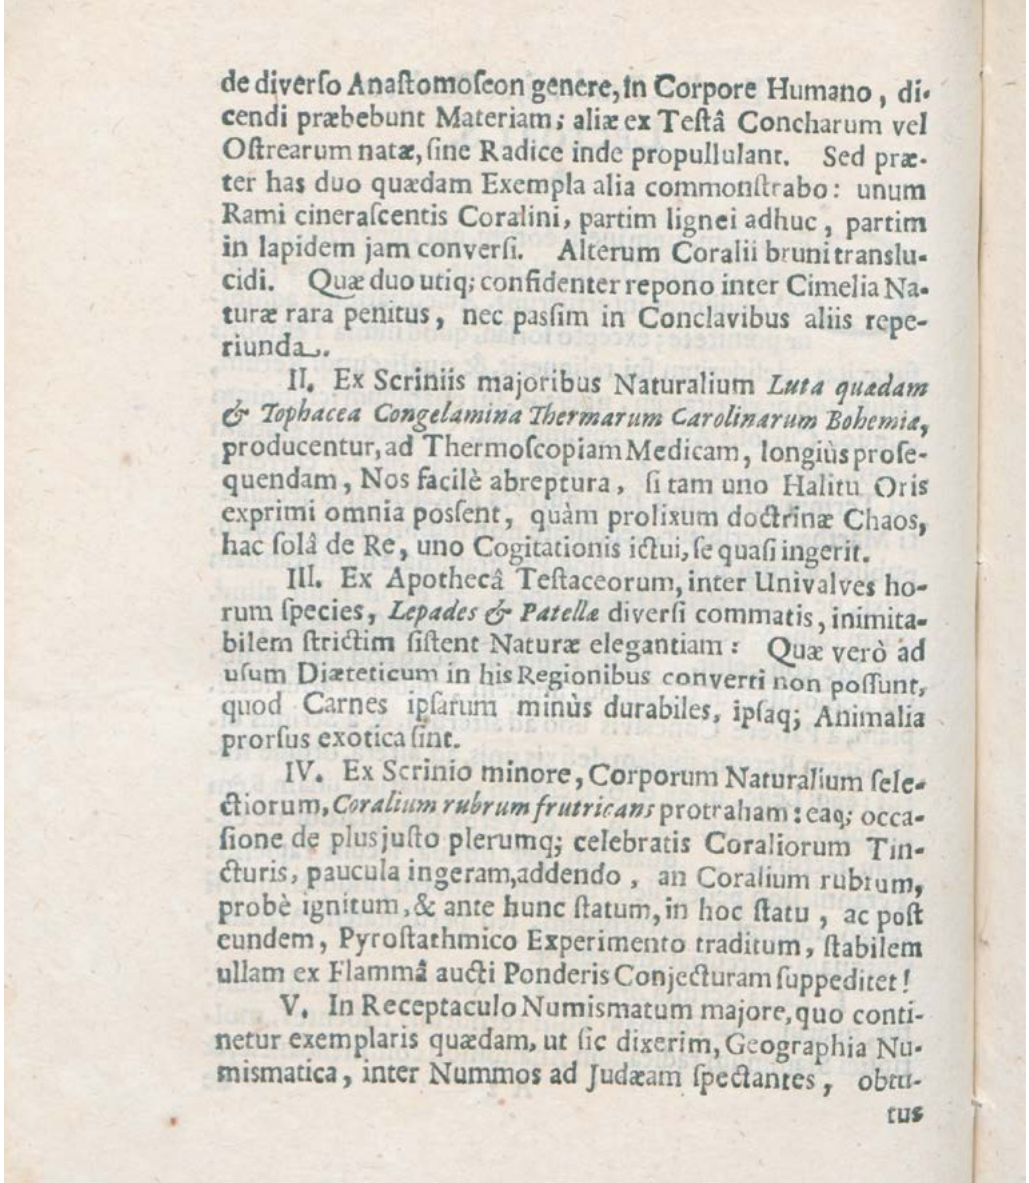 de diverſo Anaſtomoſeon genere, in Corpore Humano, di-
cendi præbebunt Materiam; aliæ ex Teſtâ Concharum vel
Oſtrearum natæ, ſine Radice inde propullulant. Sed præ-
ter has duo quædam Exempla alia commonſtrabo: unum
Rami cineraſcentis Coralini, partim lignei adhuc, partim
in lapidem jam converſi. Alterum Coralii bruni translu-
cidi. Quæ duo utiq; confidenter repono inter Cimelia Na-
turæ rara penitus, nec paſsim in Conclavibus aliis repe-
riunda.
II. Ex Scriniis majoribus Naturalium Luta quædam
& Tophacea Congelamina Thermarum Carolinarum Bohemiæ,
producentur, ad Thermoſcopiam Medicam, longiùs proſe-
quendam, Nos facilè abreptura, ſi tam uno Halitu Oris
exprimi omnia poſsent, quàm prolixum doctrinæ Chaos,
hac ſolâ de Re, uno Cogitationis ictui, ſe quaſi ingerit.
III. Ex Apothecâ Teſtaceorum, inter Univalves ho-
rum ſpecies, Lepades & Patellæ diverſi commatis, inimita-
bilem ſtrictim ſiſtent Naturæ elegantiam: Quæ verò ad
uſum Diæteticum in his Regionibus converti non poſſunt,
quod Carnes ipſarum minùs durabiles, ipſaq; Animalia
prorſus exotica ſint.
IV. Ex Scrinio minore, Corporum Naturalium ſele-
ctiorum, Coralium rubrum frutricans protraham: eaq; occa-
ſione de plus juſto plerumq; celebratis Coraliorum Tin-
cturis, paucula ingeram, addendo, an Coralium rubrum,
probè ignitum, & ante hunc ſtatum, in hoc ſtatu, ac poſt
eundem, Pyroſtathmico Experimento traditum, ſtabilem
ullam ex Flammâ aucti Ponderis Conjecturam ſuppeditet!
V. In Receptaculo Numismatum majore, quo conti-
netur exemplaris quædam, ut ſic dixerim, Geographia Nu-
mismatica, inter Nummos ad Judæam ſpectantes, obtu-
tus